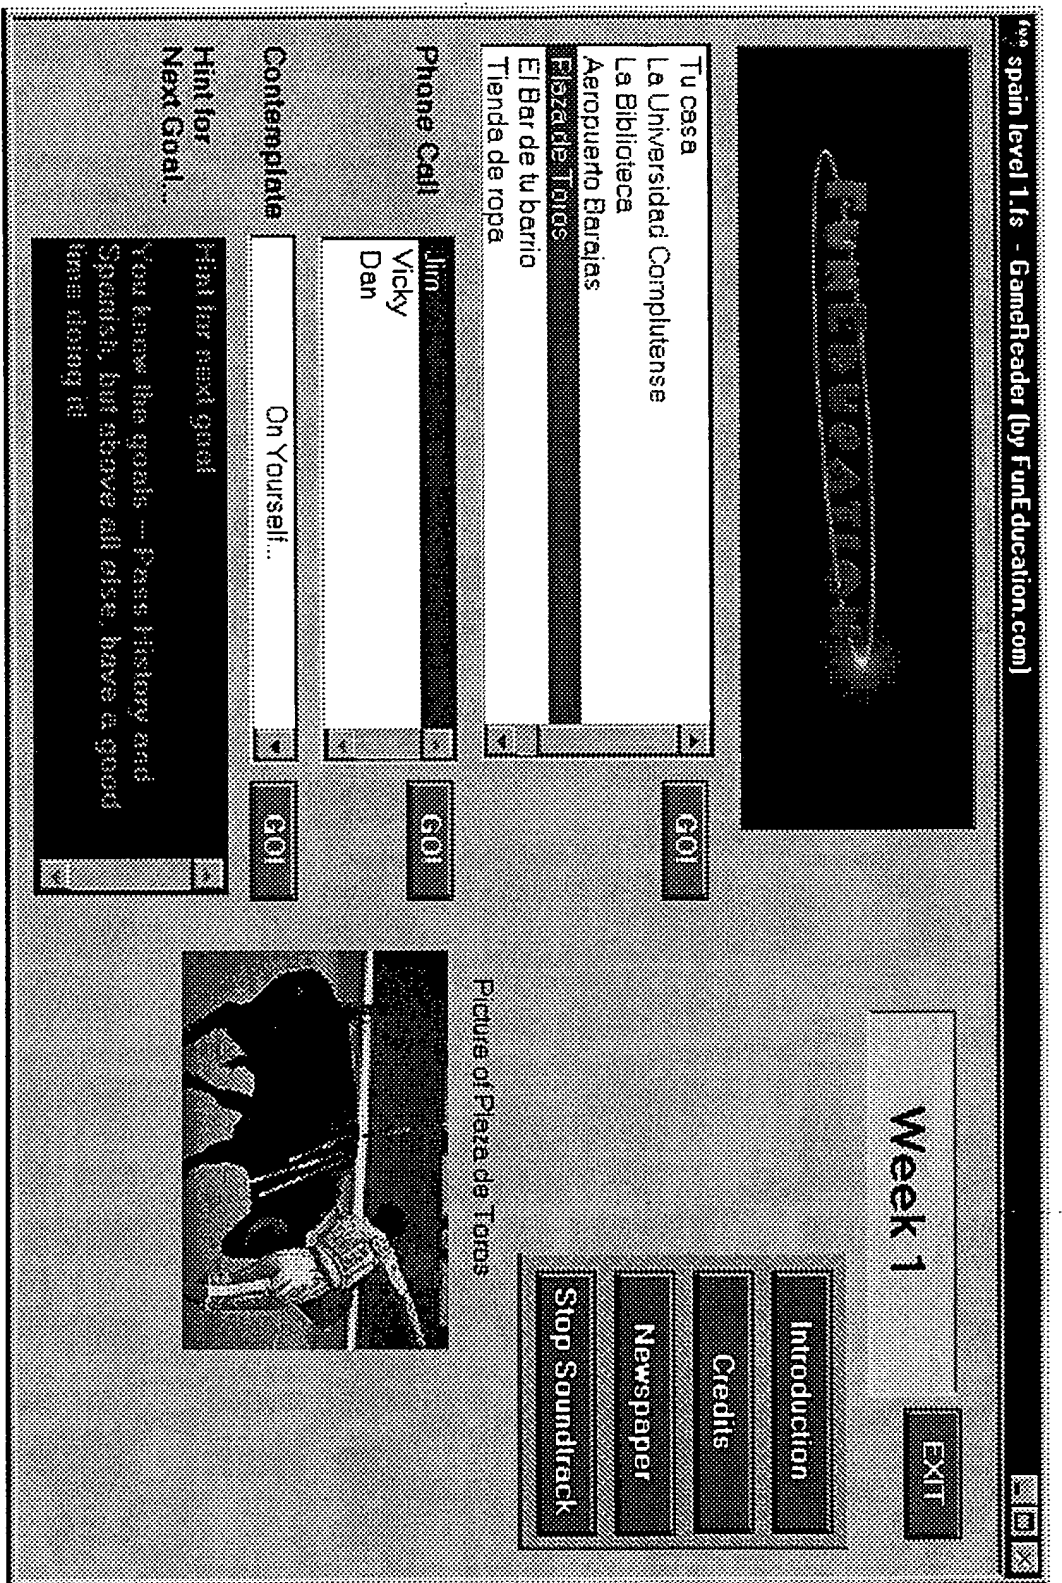 spain level 1.fs - GameReader (by FunEducation.com)
FUNEDUCATION
Week 1
EXIT
Tu casa
La Universidad Complutense
La Biblioteca
Aeropuerto Barajas
Plaza de Toros
El Bar de tu barrio
Tienda de ropa
GO!
Introduction
Credits
Newspaper
Stop Soundtrack
Phone Call
Jim
Vicky
Dan
GO!
Contemplate
On Yourself...
GO!
Hint for
Next Goal...
Hint for next goal
You know the goals -- Pass History and
Spanish, but above all else, have a good
time doing it!
Picture of Plaza de Toros